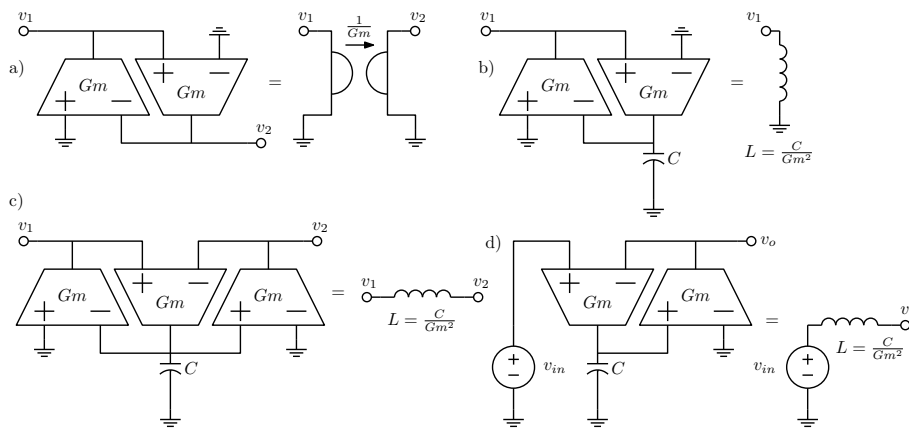 a)
v1
Gm
+
−
+
−
Gm
v2
=
v1
1/Gm
v2
b)
v1
Gm
+
−
+
−
Gm
C
=
v1
L = C/Gm²
c)
v1
v2
Gm
+
−
+
−
Gm
Gm
+
−
C
=
v1
v2
L = C/Gm²
d)
vo
+
−
Gm
Gm
+
−
+
−
vin
C
=
+
−
vin
L = C/Gm²
v